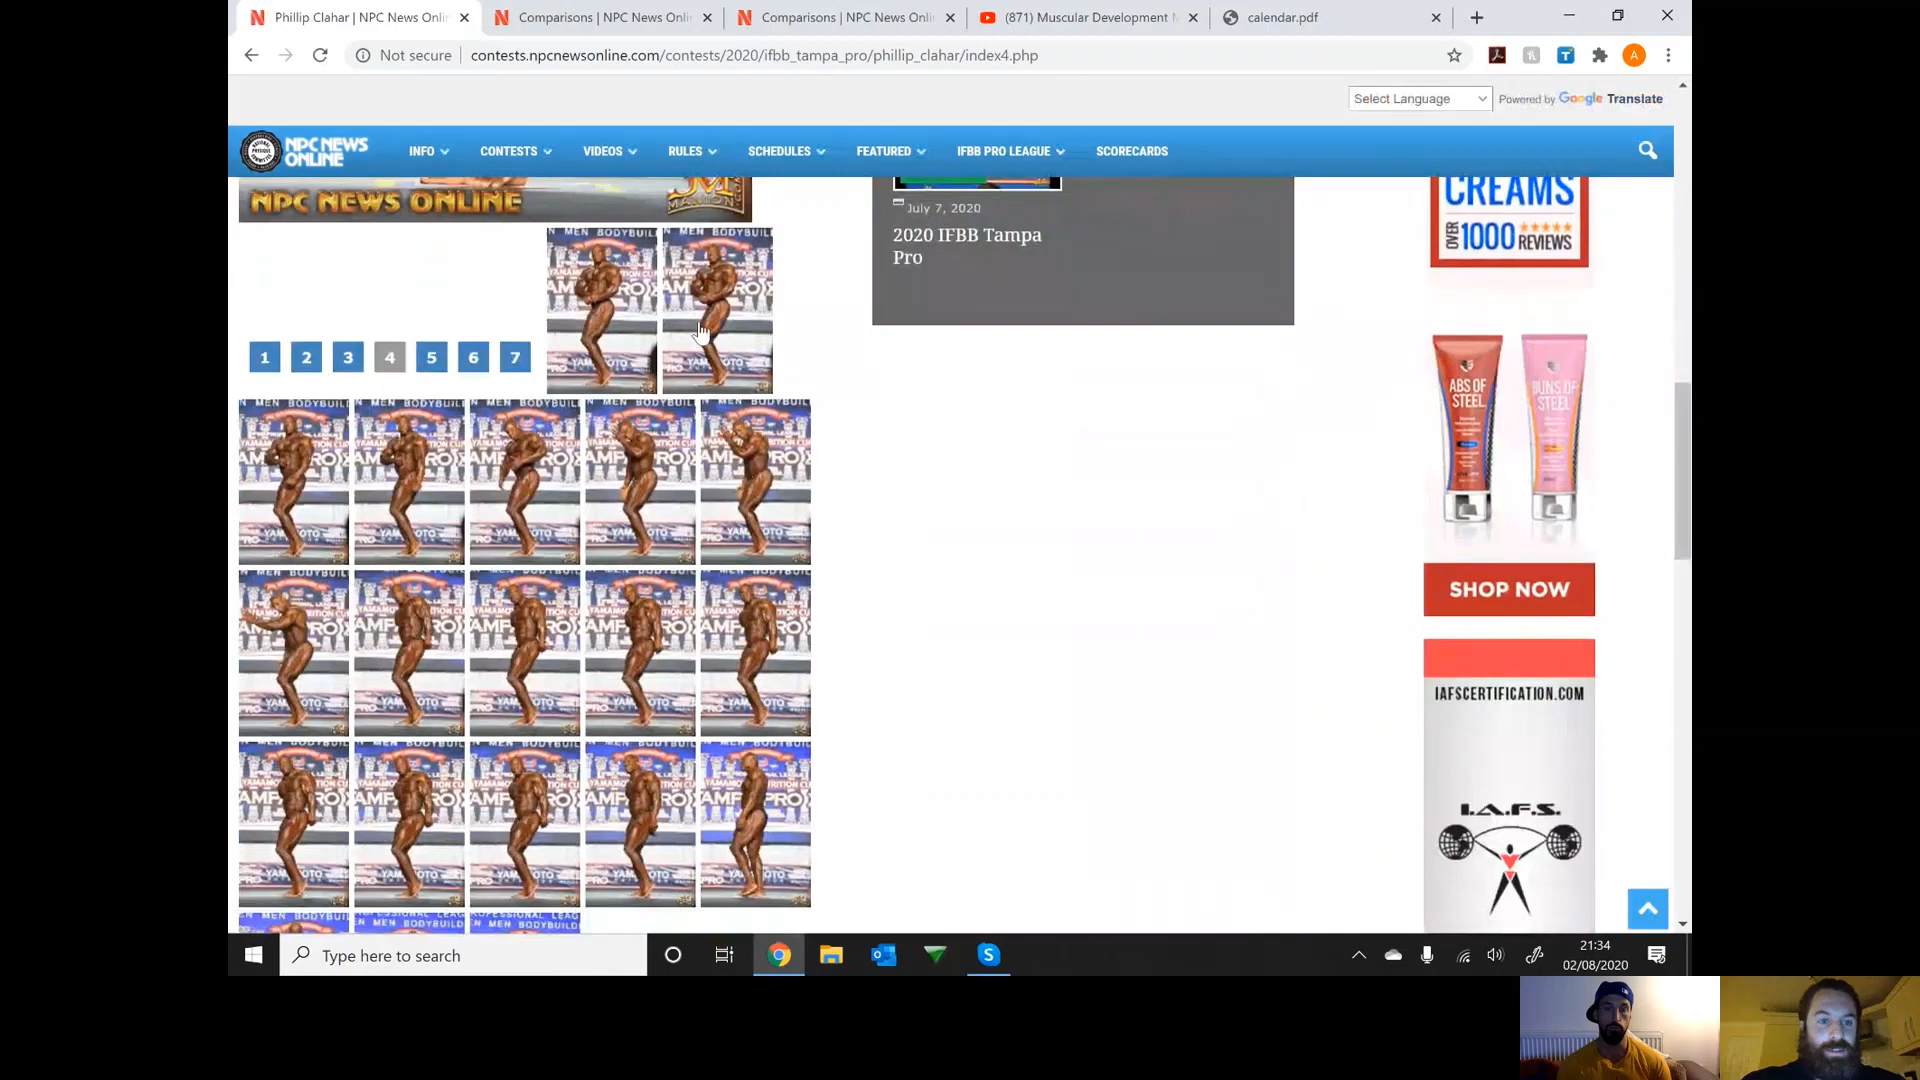 Phillip Clahar | NPC News Onlin
Comparisons | NPC News Onli
Comparisons | NPC News Onli
(871) Muscular Development
calendar.pdf
Not secure
contests.npcnewsonline.com/contests/2020/ifbb_tampa_pro/phillip_clahar/index4.php
A
Select Language
Powered by Google Translate
NPC NEWS ONLINE
INFO
CONTESTS
VIDEOS
RULES
SCHEDULES
FEATURED
IFBB PRO LEAGUE
SCORECARDS
NPC NEWS ONLINE
July 7, 2020
2020 IFBB Tampa
Pro
CREAMS
OVER 1000 REVIEWS
1 2 3 4 5 6 7
ABS OF
STEEL
BUNS OF
STEEL
SHOP NOW
IAFSCERTIFICATION.COM
I.A.F.S.
Type here to search
21:34
02/08/2020